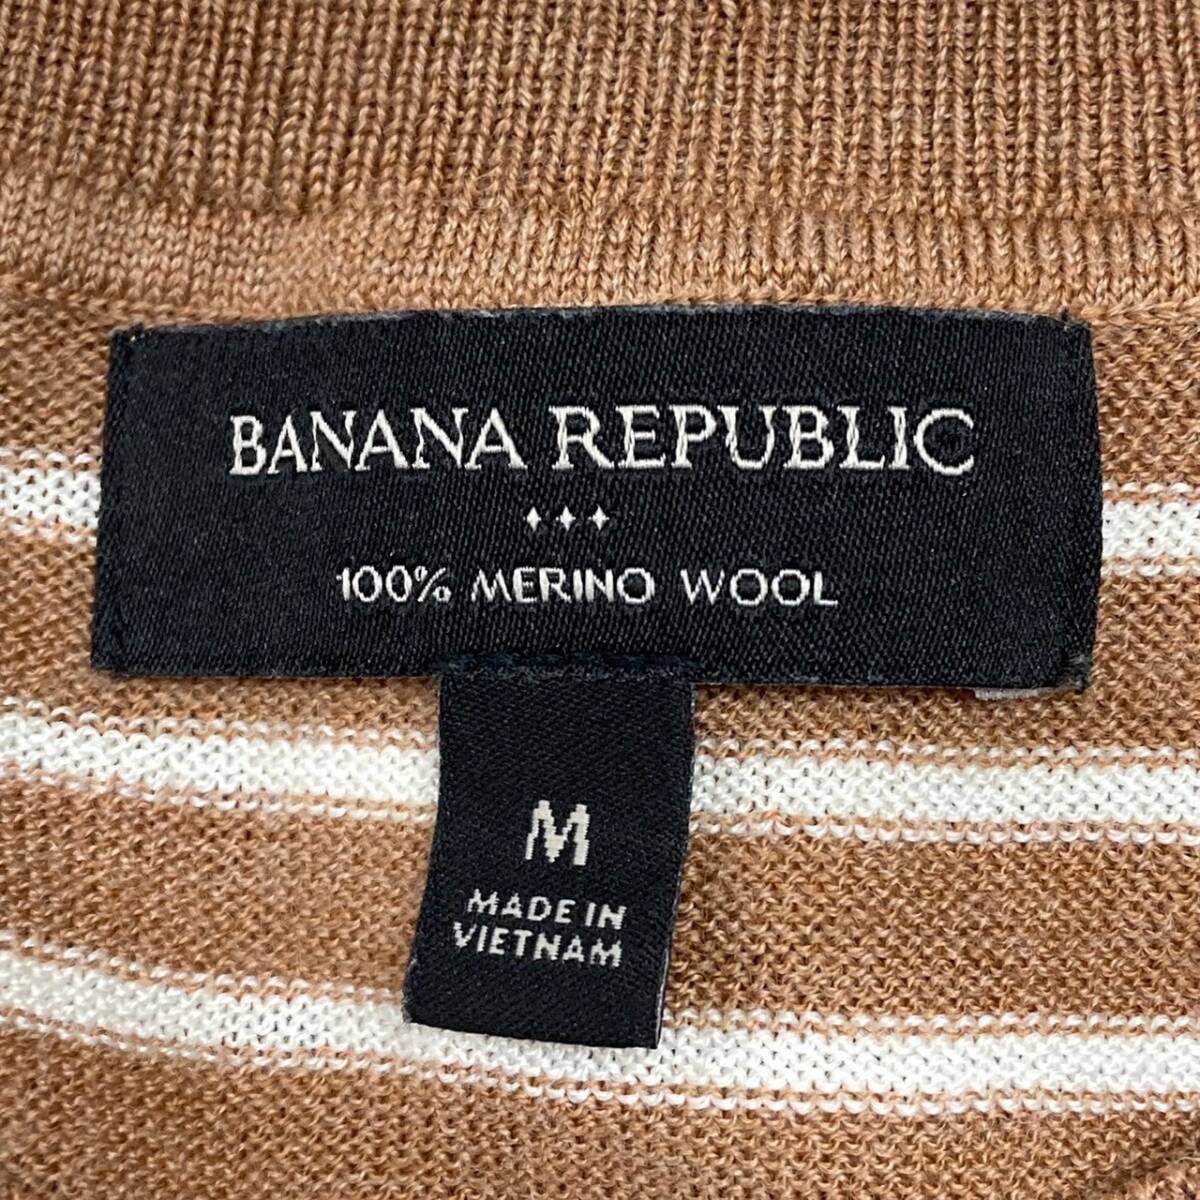 BANANA REPUBLIC
100% MERINO WOOL
M
MADE IN
VIETNAM